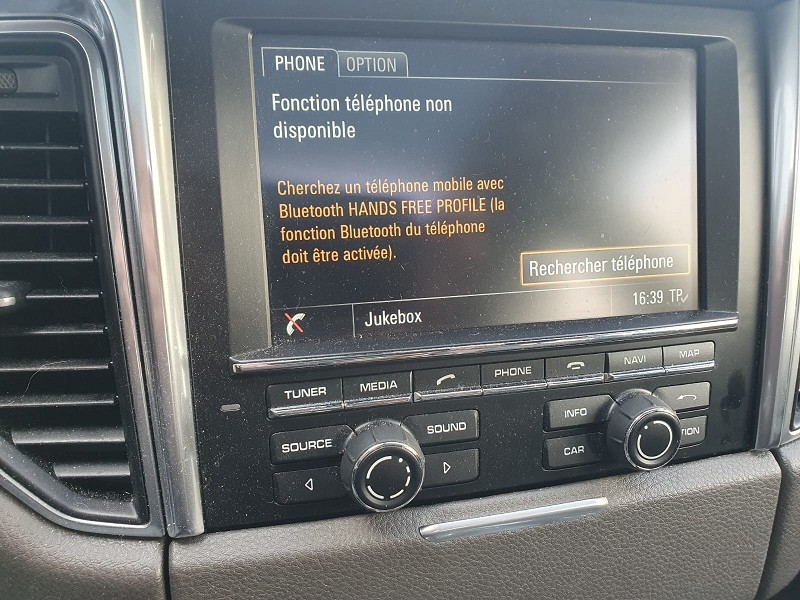 PHONE OPTION
Fonction téléphone non
disponible
Cherchez un téléphone mobile avec
Bluetooth HANDS FREE PROFILE (la
fonction Bluetooth du téléphone
doit être activée).
Rechercher téléphone
Jukebox
16:39 TP
TUNER MEDIA PHONE NAVI MAP
SOURCE SOUND INFO
CAR